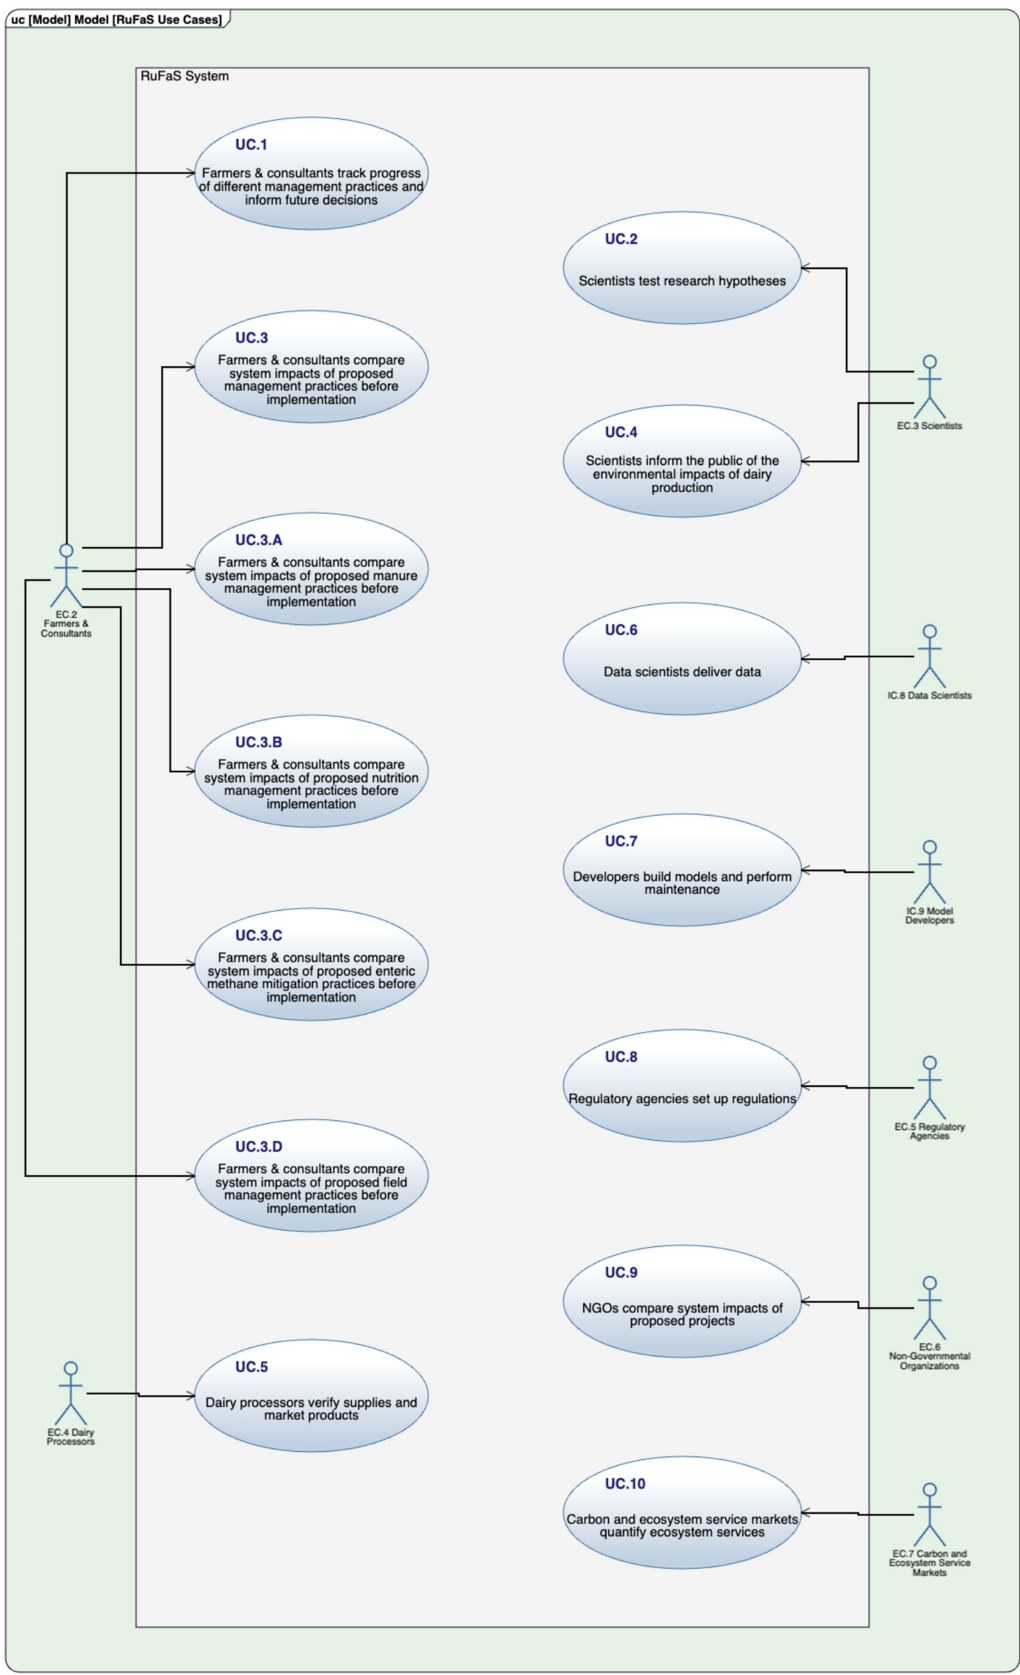 uc [Model] Model [RuFaS Use Cases]
RuFaS System
UC.1
Farmers & consultants track progress
of different management practices and
inform future decisions
UC.2
Scientists test research hypotheses
UC.3
Farmers & consultants compare
system impacts of proposed
management practices before
implementation
EC.3 Scientists
UC.4
Scientists inform the public of the
environmental impacts of dairy
production
UC.3.A
Farmers & consultants compare
system impacts of proposed manure
management practices before
implementation
EC.2
Farmers &
Consultants
UC.6
Data scientists deliver data
IC.8 Data Scientists
UC.3.B
Farmers & consultants compare
system impacts of proposed nutrition
management practices before
implementation
UC.7
Developers build models and perform
maintenance
IC.9 Model
Developers
UC.3.C
Farmers & consultants compare
system impacts of proposed enteric
methane mitigation practices before
implementation
UC.8
Regulatory agencies set up regulations
EC.5 Regulatory
Agencies
UC.3.D
Farmers & consultants compare
system impacts of proposed field
management practices before
implementation
UC.9
NGOs compare system impacts of
proposed projects
EC.6
Non-Governmental
Organizations
UC.5
Dairy processors verify supplies and
market products
EC.4 Dairy
Processors
UC.10
Carbon and ecosystem service markets
quantify ecosystem services
EC.7 Carbon and
Ecosystem Service
Markets